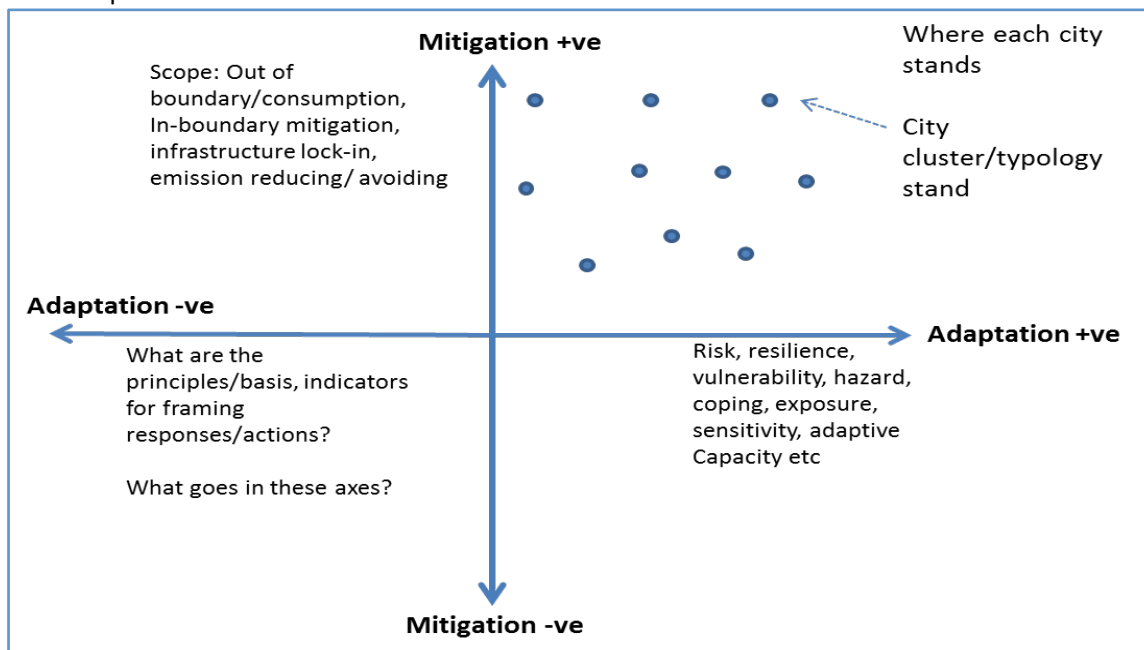 Mitigation +ve
Scope: Out of
boundary/consumption,
In-boundary mitigation,
infrastructure lock-in,
emission reducing/ avoiding
Where each city
stands
City
cluster/typology
stand
Adaptation -ve
Adaptation +ve
What are the
principles/basis, indicators
for framing
responses/actions?
What goes in these axes?
Risk, resilience,
vulnerability, hazard,
coping, exposure,
sensitivity, adaptive
Capacity etc
Mitigation -ve